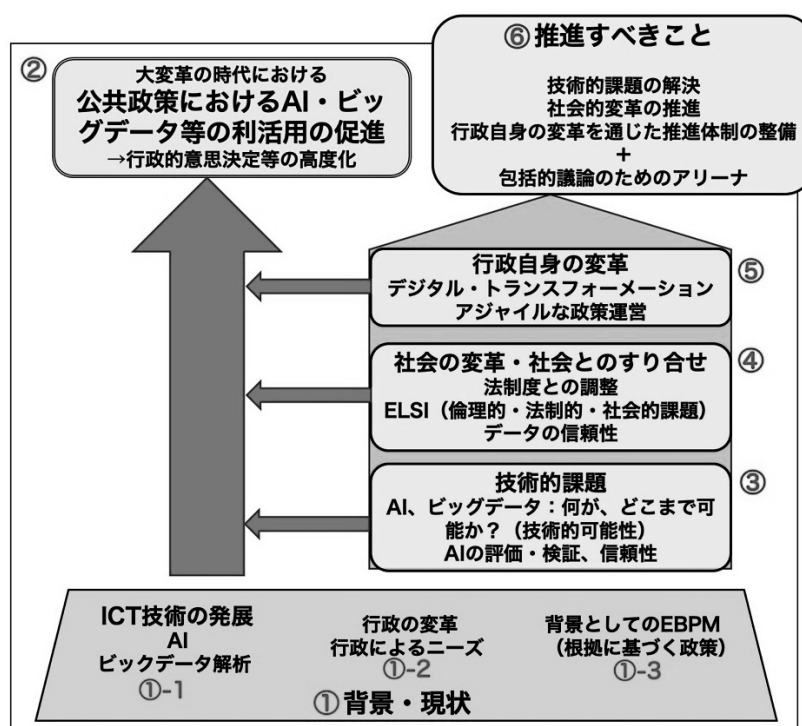 ②
大変革の時代における
公共政策におけるAI・ビッ
グデータ等の利活用の促進
→行政的意思決定等の高度化
⑥推進すべきこと
技術的課題の解決
社会的変革の推進
行政自身の変革を通じた推進体制の整備
+
包括的議論のためのアリーナ
行政自身の変革
デジタル・トランスフォーメーション
アジャイルな政策運営
⑤
社会の変革・社会とのすり合せ
法制度との調整
ELSI（倫理的・法制的・社会的課題）
データの信頼性
④
技術的課題
AI、ビッグデータ：何が、どこまで可
能か？（技術的可能性）
AIの評価・検証、信頼性
③
ICT技術の発展
AI
ビックデータ解析
①-1
行政の変革
行政によるニーズ
①-2
背景としてのEBPM
（根拠に基づく政策）
①-3
①背景・現状